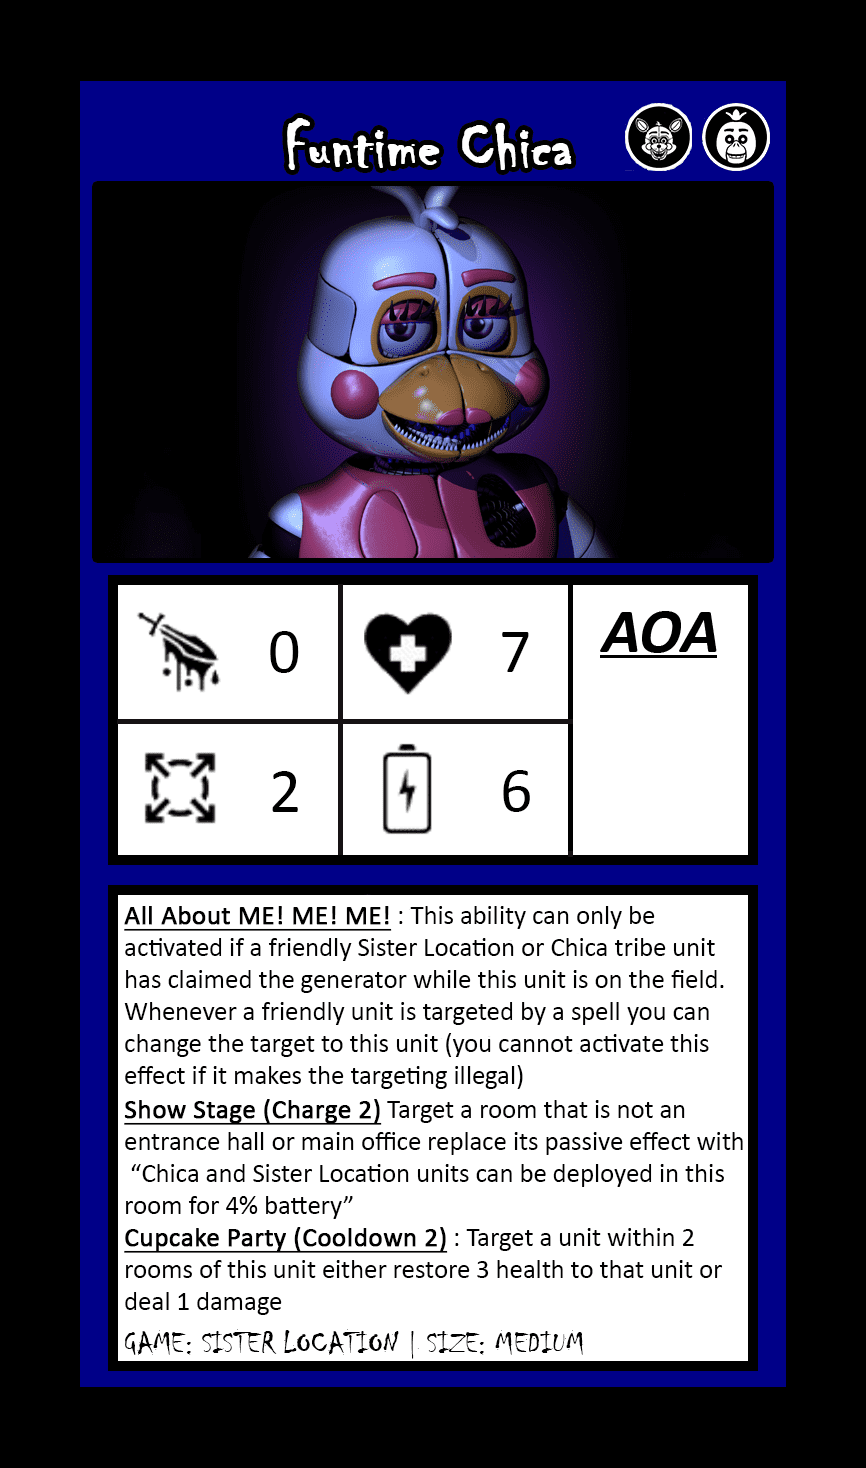 Funtime Chica
0
7
AOA
2
6
All About ME! ME! ME! : This ability can only be
activated if a friendly Sister Location or Chica tribe unit
has claimed the generator while this unit is on the field.
Whenever a friendly unit is targeted by a spell you can
change the target to this unit (you cannot activate this
effect if it makes the targeting illegal)
Show Stage (Charge 2) Target a room that is not an
entrance hall or main office replace its passive effect with
“Chica and Sister Location units can be deployed in this
room for 4% battery”
Cupcake Party (Cooldown 2) : Target a unit within 2
rooms of this unit either restore 3 health to that unit or
deal 1 damage
GAME: SISTER LOCATION | SIZE: MEDIUM